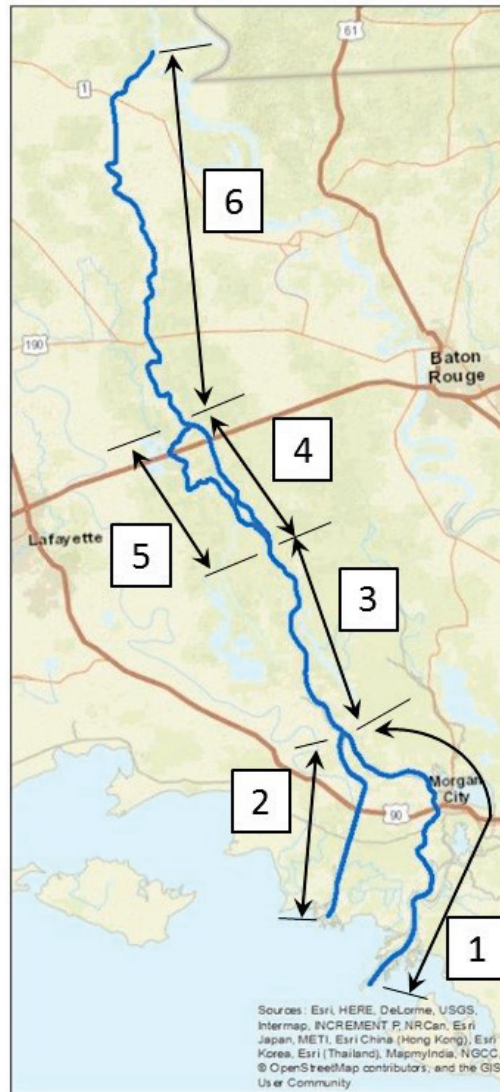 61
1
6
190
Baton
Rouge
4
5
Lafayette
3
2
Morgan
City
90
1
Sources: Esri, HERE, DeLorme, USGS,
Intermap, INCREMENT P, NRCan, Esri
Japan, METI, Esri China (Hong Kong), Esri
Korea, Esri (Thailand), MapmyIndia, NGCC,
© OpenStreetMap contributors, and the GIS
User Community